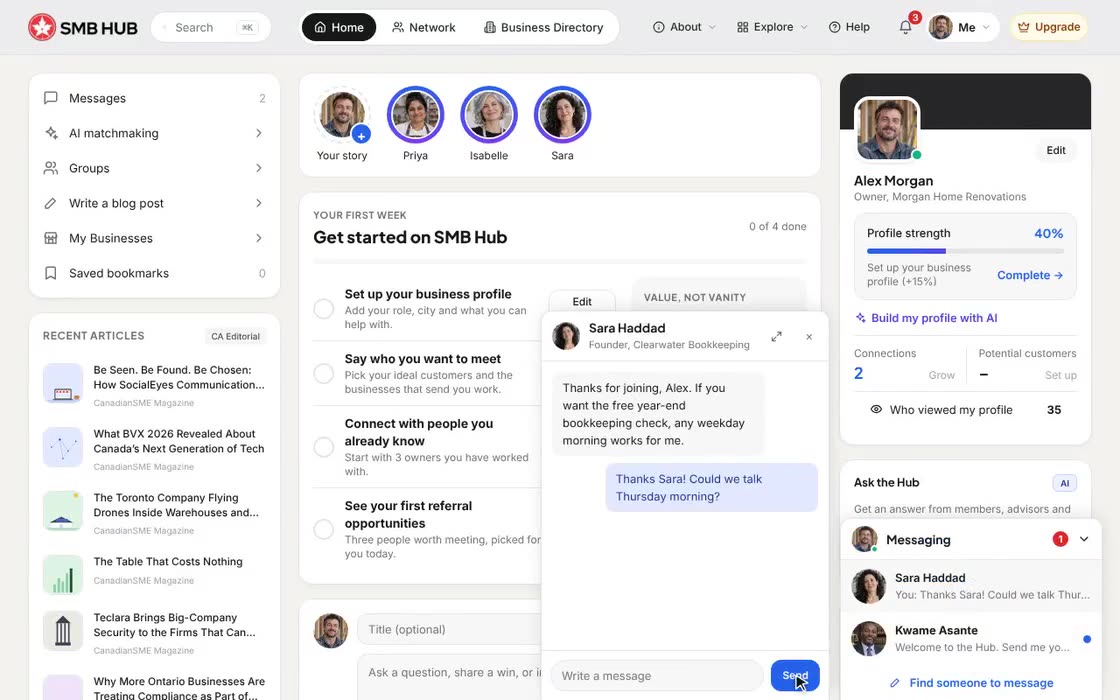 SMB HUB
Search
⌘K
Home
Network
Business Directory
About
Explore
Help
3
Me
Upgrade
Messages
2
AI matchmaking
Groups
Write a blog post
My Businesses
Saved bookmarks
0
RECENT ARTICLES
CA Editorial
Be Seen. Be Found. Be Chosen:
How SocialEyes Communication...
CanadianSME Magazine
What BVX 2026 Revealed About
Canada's Next Generation of Tech
CanadianSME Magazine
The Toronto Company Flying
Drones Inside Warehouses and...
CanadianSME Magazine
The Table That Costs Nothing
CanadianSME Magazine
Teclara Brings Big-Company
Security to the Firms That Can...
CanadianSME Magazine
Why More Ontario Businesses Are
Treating Compliance as Part of...
Your story
Priya
Isabelle
Sara
YOUR FIRST WEEK
Get started on SMB Hub
0 of 4 done
Set up your business profile
Add your role, city and what you can
help with.
Edit
VALUE, NOT VANITY
Say who you want to meet
Pick your ideal customers and the
businesses that send you work.
Connect with people you
already know
Start with 3 owners you have worked
with.
See your first referral
opportunities
Three people worth meeting, picked for
you today.
Title (optional)
Ask a question, share a win, or i
Sara Haddad
Founder, Clearwater Bookkeeping
Thanks for joining, Alex. If you
want the free year-end
bookkeeping check, any weekday
morning works for me.
Thanks Sara! Could we talk
Thursday morning?
Write a message
Send
Edit
Alex Morgan
Owner, Morgan Home Renovations
Profile strength
40%
Set up your business
profile (+15%)
Complete →
Build my profile with AI
Connections
2
Grow
Potential customers
–
Set up
Who viewed my profile
35
Ask the Hub
AI
Get an answer from members, advisors and
Messaging
1
Sara Haddad
You: Thanks Sara! Could we talk Thur...
Kwame Asante
Welcome to the Hub. Send me yo...
Find someone to message